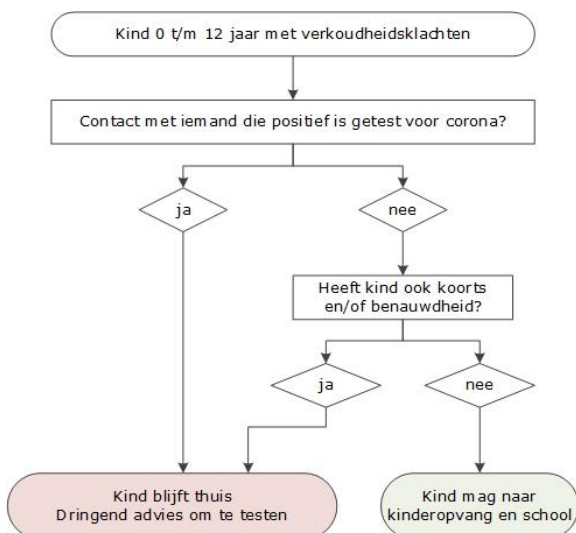 Kind 0 t/m 12 jaar met verkoudheidsklachten
Contact met iemand die positief is getest voor corona?
ja
nee
Heeft kind ook koorts
en/of benauwdheid?
ja
nee
Kind blijft thuis
Dringend advies om te testen
Kind mag naar
kinderopvang en school